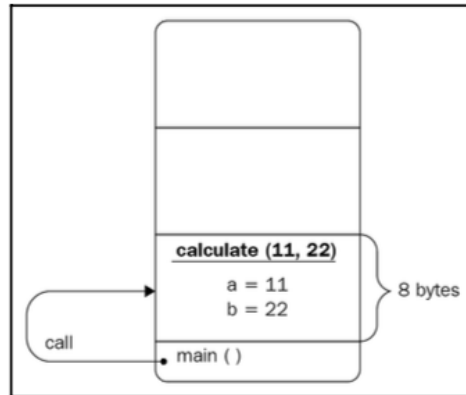 calculate (11, 22)
a = 11
b = 22
8 bytes
call
main ( )